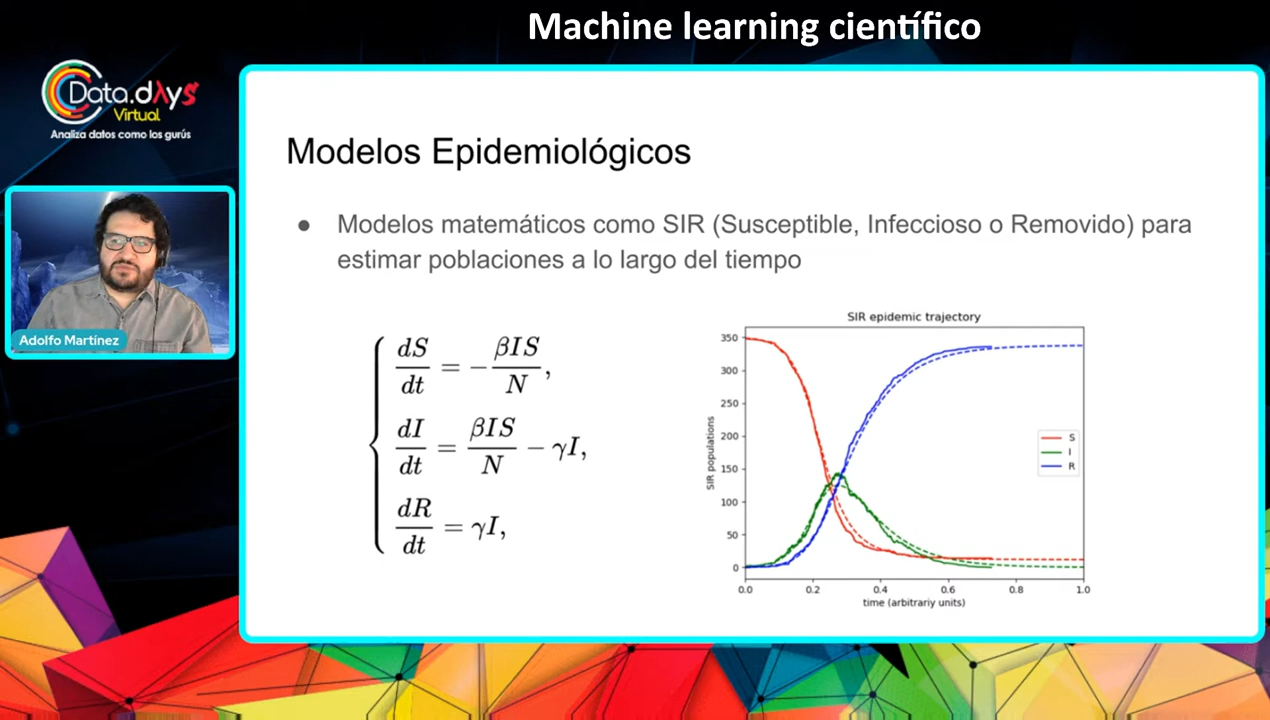 Machine learning científico
Data.dλys
Virtual
Analiza datos como los gurús
Adolfo Martínez
Modelos Epidemiológicos
● Modelos matemáticos como SIR (Susceptible, Infeccioso o Removido) para
estimar poblaciones a lo largo del tiempo
dS/dt = −βIS/N,
dI/dt = βIS/N − γI,
dR/dt = γI,
SIR epidemic trajectory
SIR populations
350
300
250
200
150
100
50
0
S
I
R
0.0 0.2 0.4 0.6 0.8 1.0
time (arbitrariy units)